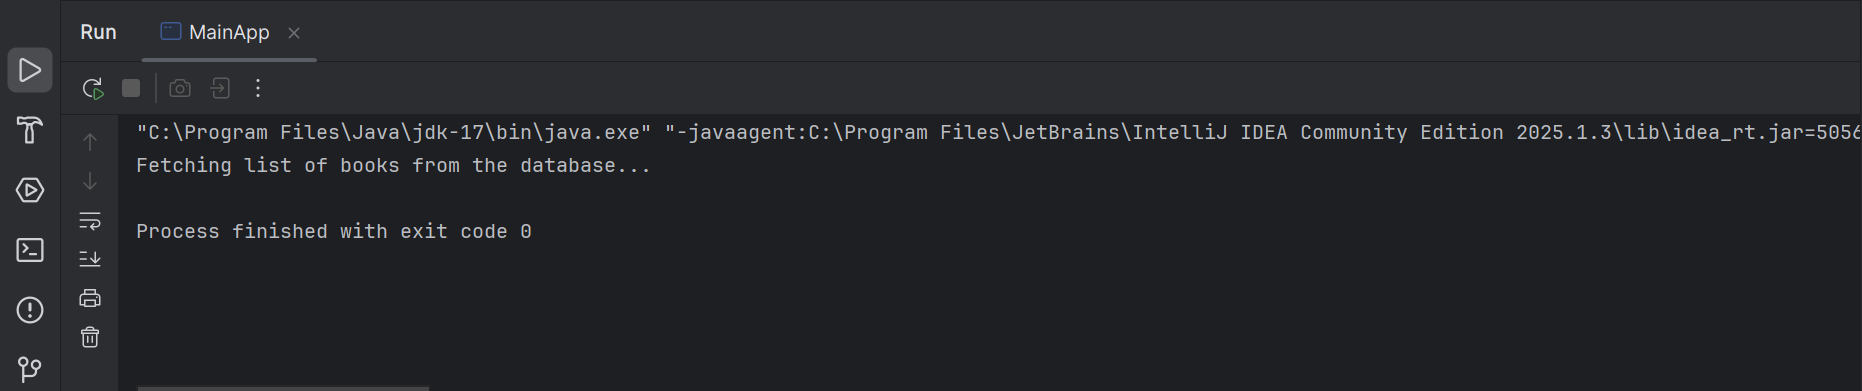 Run
MainApp
"C:\Program Files\Java\jdk-17\bin\java.exe" "-javaagent:C:\Program Files\JetBrains\IntelliJ IDEA Community Edition 2025.1.3\lib\idea_rt.jar=5056
Fetching list of books from the database...
Process finished with exit code 0